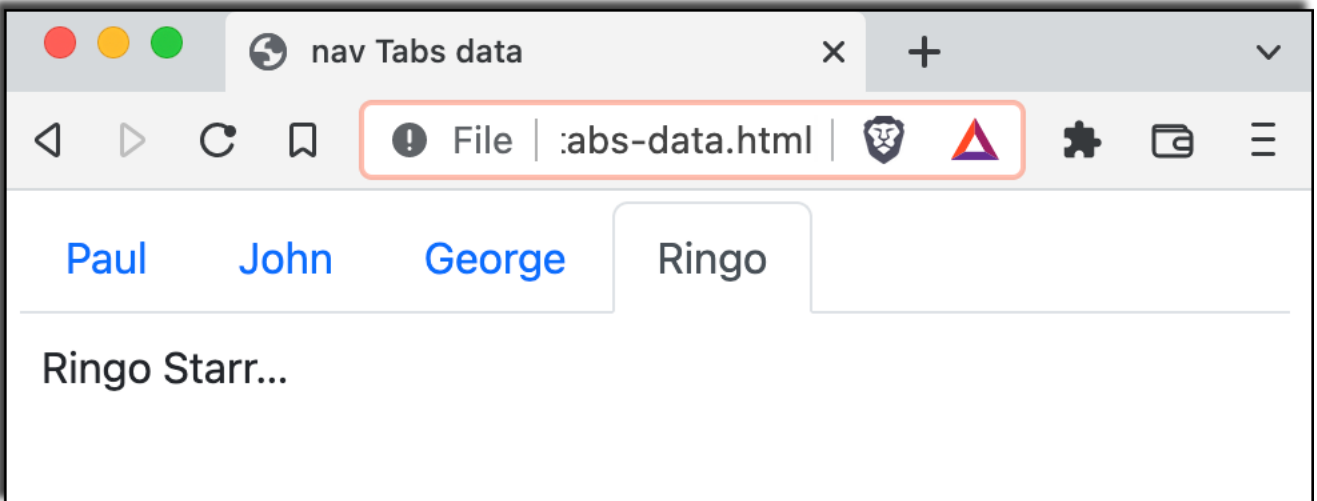 nav Tabs data
File :abs-data.html
Paul John George Ringo
Ringo Starr...